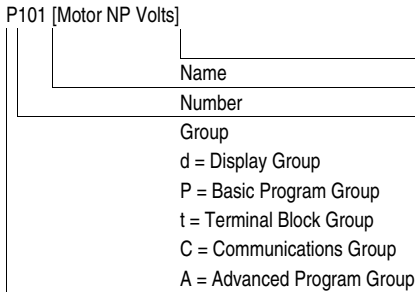 P101 [Motor NP Volts]
Name
Number
Group
d = Display Group
P = Basic Program Group
t = Terminal Block Group
C = Communications Group
A = Advanced Program Group